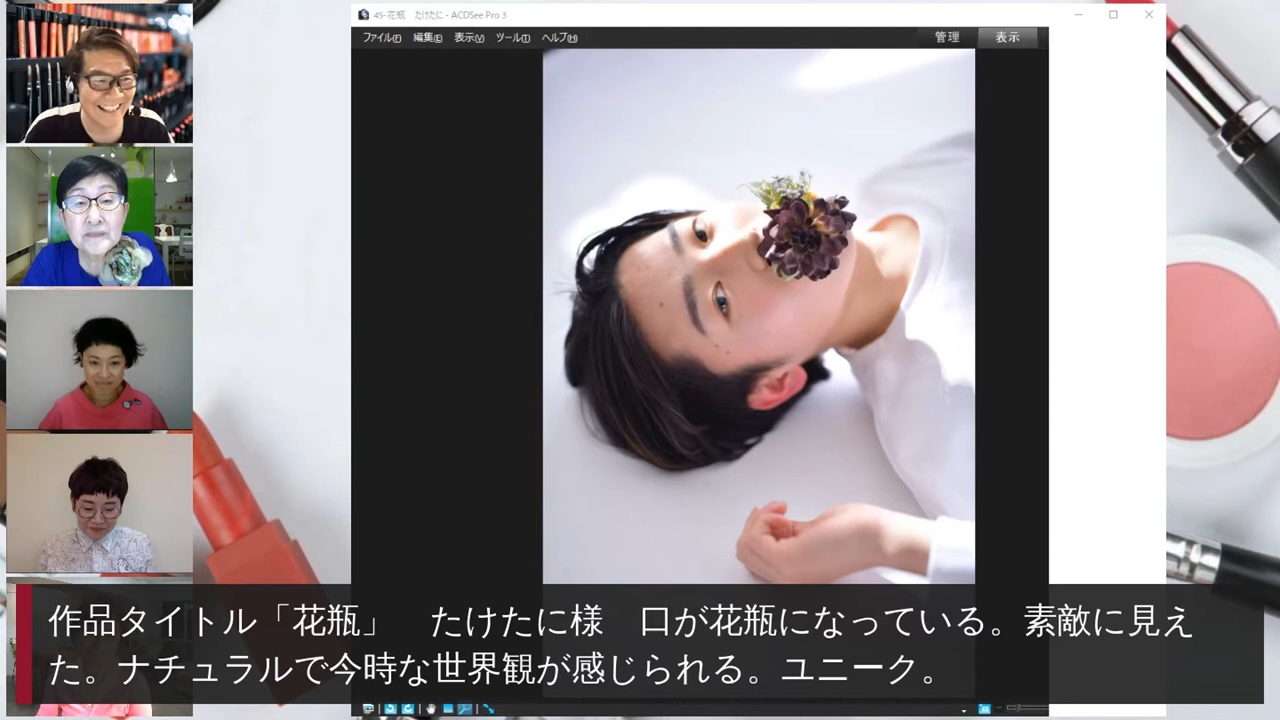 45-花瓶　たけたに - ACDSee Pro 3
ファイル(F) 編集(E) 表示(V) ツール(T) ヘルプ(H)
管理 表示
作品タイトル「花瓶」　たけたに様　口が花瓶になっている。素敵に見え
た。ナチュラルで今時な世界観が感じられる。ユニーク。